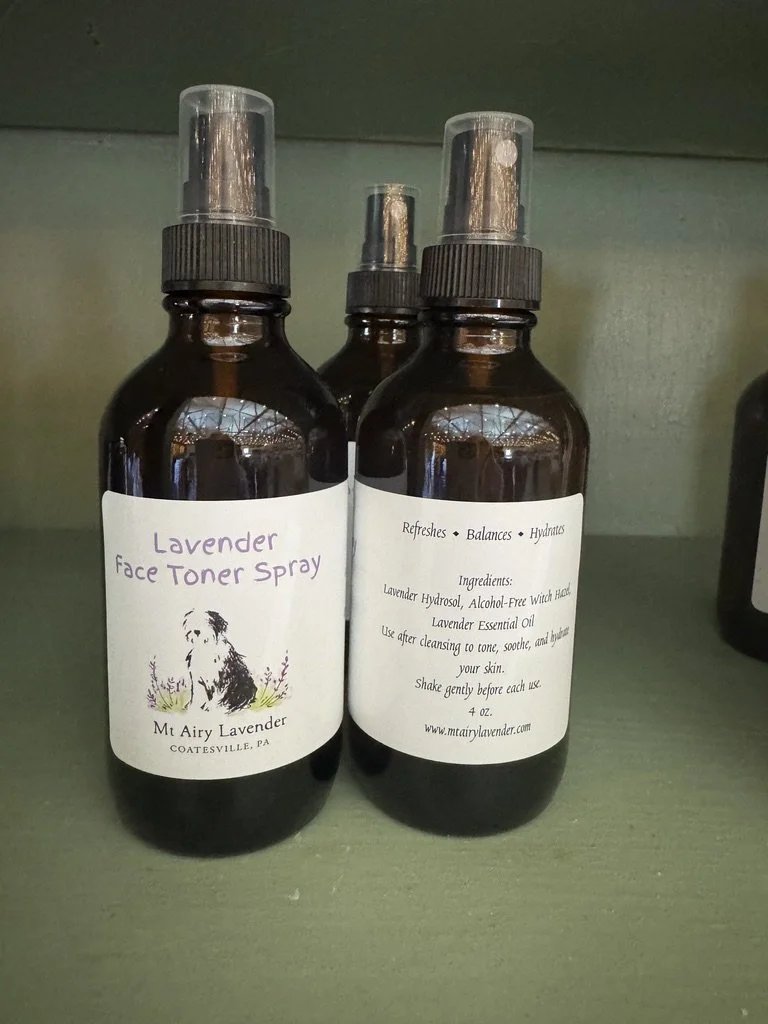 Lavender
Face Toner Spray
Mt Airy Lavender
COATESVILLE, PA
Refreshes • Balances • Hydrates
Ingredients:
Lavender Hydrosol, Alcohol-Free Witch Hazel,
Lavender Essential Oil
Use after cleansing to tone, soothe, and hydrate
your skin.
Shake gently before each use.
4 oz.
www.mtairylavender.com